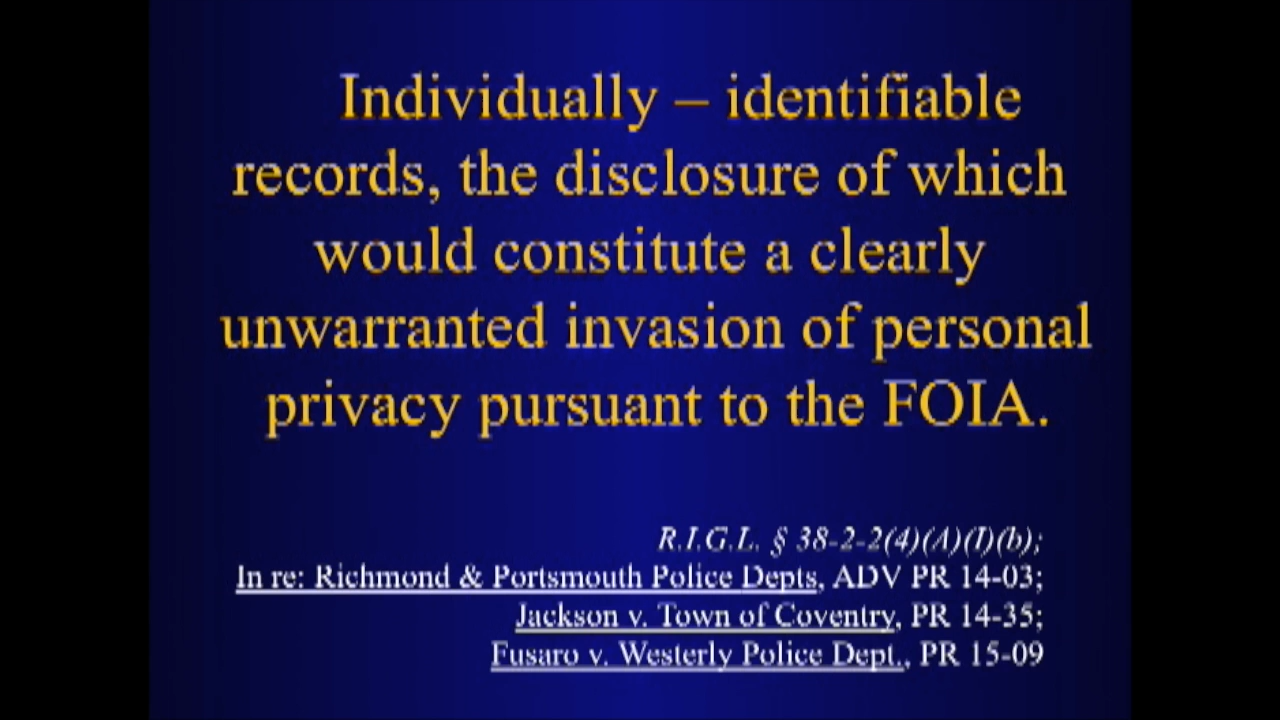 Individually – identifiable
records, the disclosure of which
would constitute a clearly
unwarranted invasion of personal
privacy pursuant to the FOIA.
R.I.G.L. § 38-2-2(4)(A)(I)(b);
In re: Richmond & Portsmouth Police Depts, ADV PR 14-03;
Jackson v. Town of Coventry, PR 14-35;
Fusaro v. Westerly Police Dept., PR 15-09